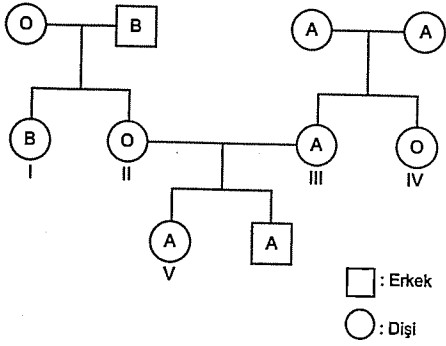 O B A A
B O A O
I II III IV
A A
V
: Erkek
: Dişi